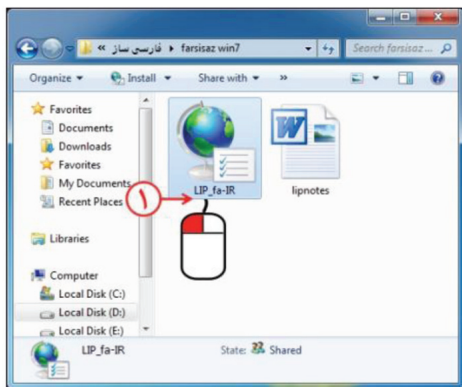 « فارسی ساز ▸ farsisaz win7
Search farsisaz ...
Organize Install Share with »
Favorites
Documents
Downloads
Favorites
My Documents
Recent Places
Libraries
Computer
Local Disk (C:)
Local Disk (D:)
Local Disk (E:)
LIP_fa-IR
lipnotes
۱
LIP_fa-IR State: Shared